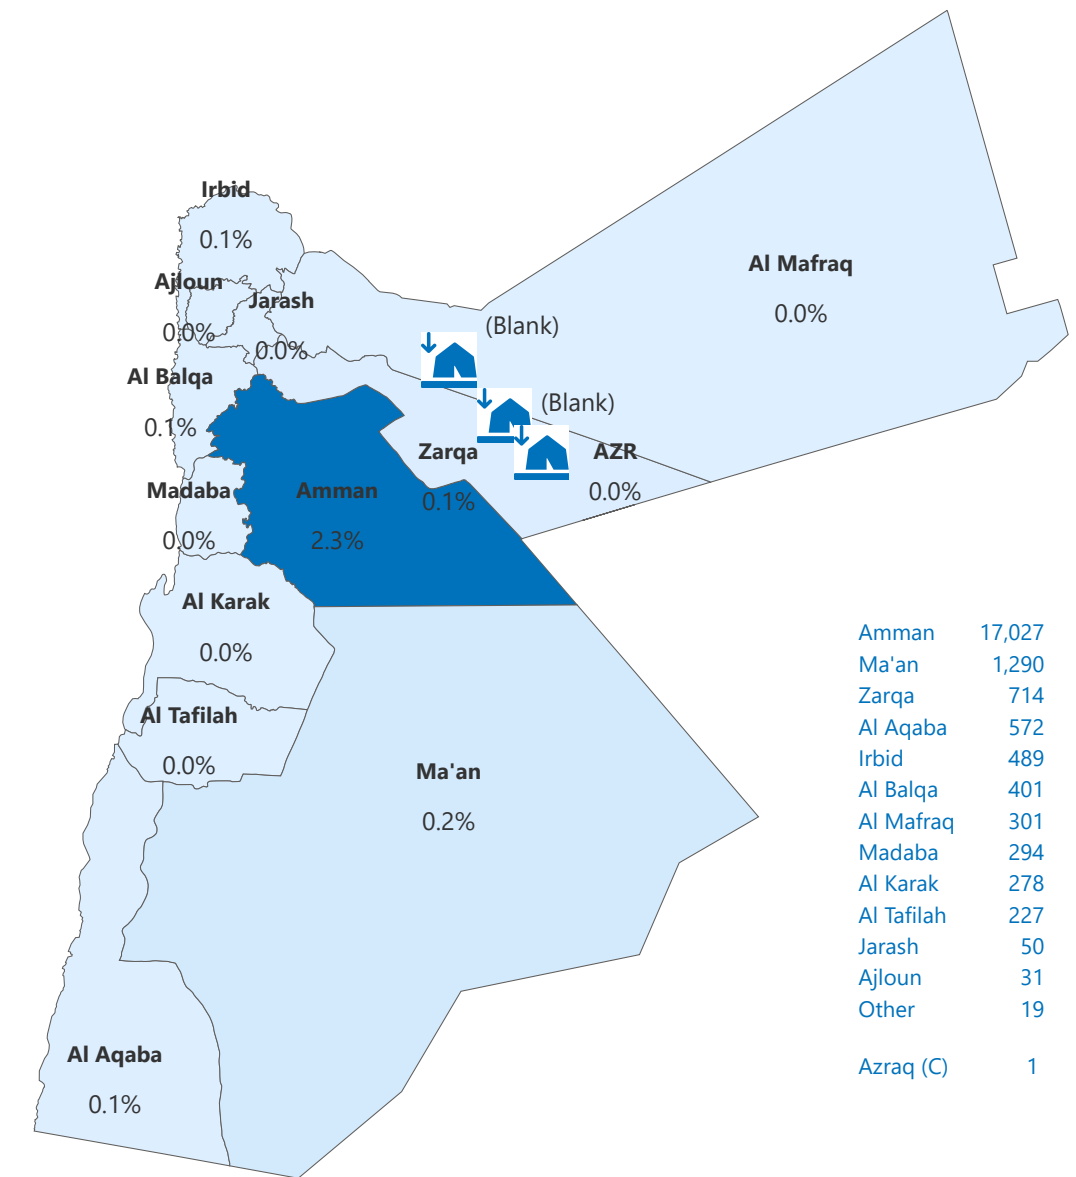 Irbid
0.1%
Ajloun
0.0%
Jarash
0.0%
Al Mafraq
0.0%
(Blank)
Al Balqa
0.1%
(Blank)
Zarqa
0.1%
AZR
0.0%
Madaba
0.0%
Amman
2.3%
Al Karak
0.0%
Al Tafilah
0.0%
Ma'an
0.2%
Al Aqaba
0.1%
Amman 17,027
Ma'an 1,290
Zarqa 714
Al Aqaba 572
Irbid 489
Al Balqa 401
Al Mafraq 301
Madaba 294
Al Karak 278
Al Tafilah 227
Jarash 50
Ajloun 31
Other 19
Azraq (C) 1